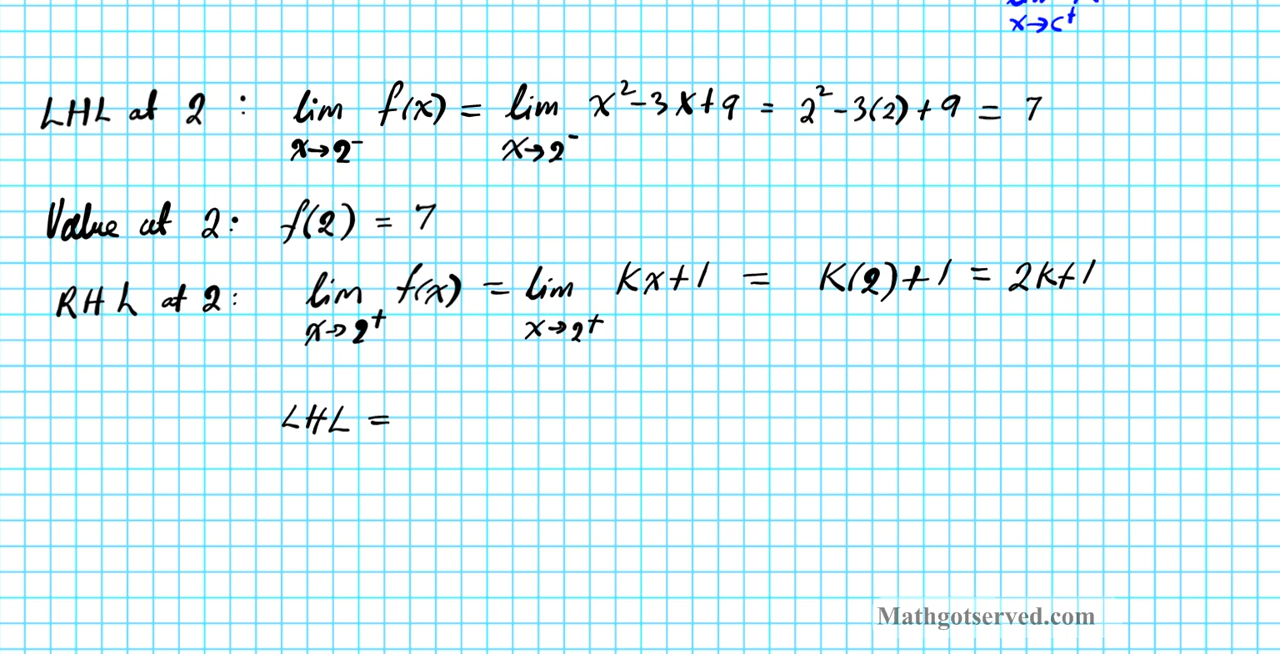 x→c⁺
LHL at 2 : lim f(x) = lim x²-3x+9 = 2²-3(2)+9 = 7
x→2⁻ x→2⁻
Value at 2: f(2) = 7
RHL at 2: lim f(x) = lim Kx+1 = K(2)+1 = 2K+1
x→2⁺ x→2⁺
LHL =
Mathgotserved.com